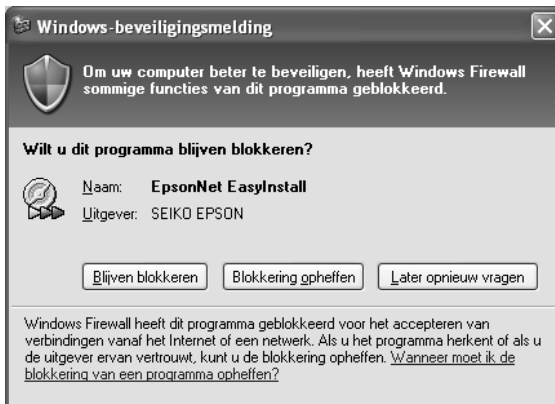 Windows-beveiligingsmelding
Om uw computer beter te beveiligen, heeft Windows Firewall
sommige functies van dit programma geblokkeerd.
Wilt u dit programma blijven blokkeren?
Naam: EpsonNet EasyInstall
Uitgever: SEIKO EPSON
Blijven blokkeren Blokkering opheffen Later opnieuw vragen
Windows Firewall heeft dit programma geblokkeerd voor het accepteren van
verbindingen vanaf het Internet of een netwerk. Als u het programma herkent of als u
de uitgever ervan vertrouwt, kunt u de blokkering opheffen. Wanneer moet ik de
blokkering van een programma opheffen?